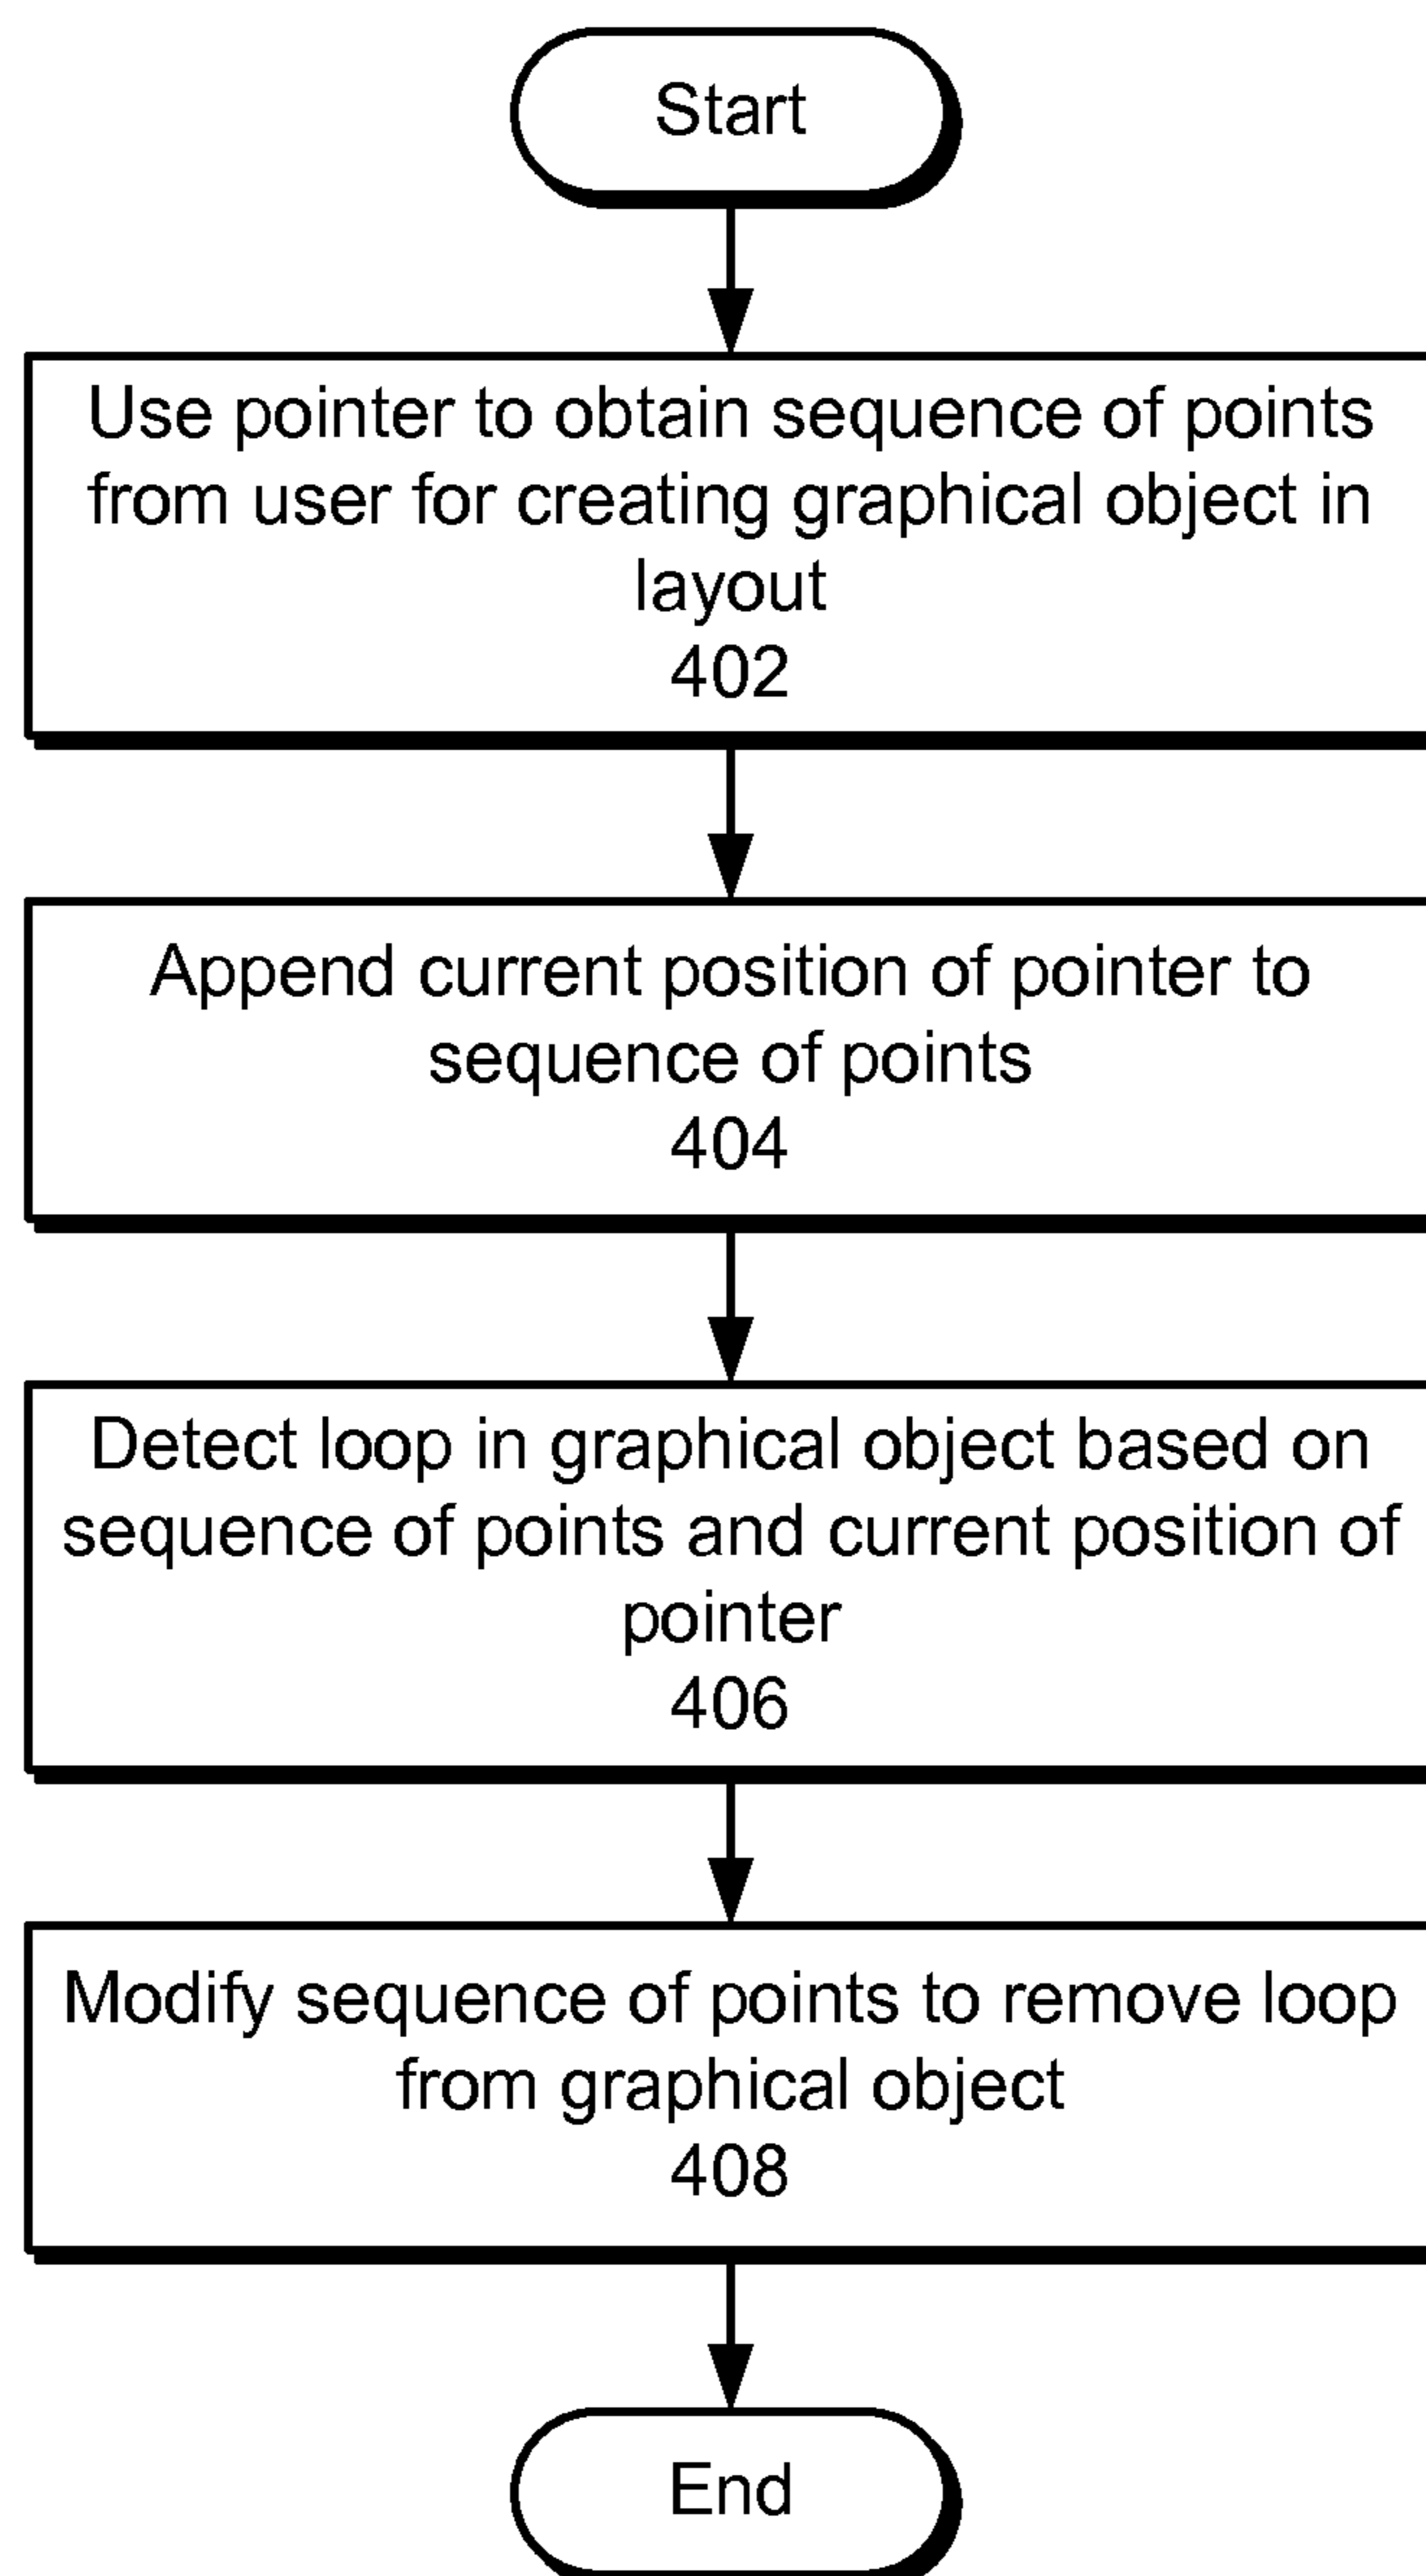 Start
Use pointer to obtain sequence of points
from user for creating graphical object in
layout
402
Append current position of pointer to
sequence of points
404
Detect loop in graphical object based on
sequence of points and current position of
pointer
406
Modify sequence of points to remove loop
from graphical object
408
End